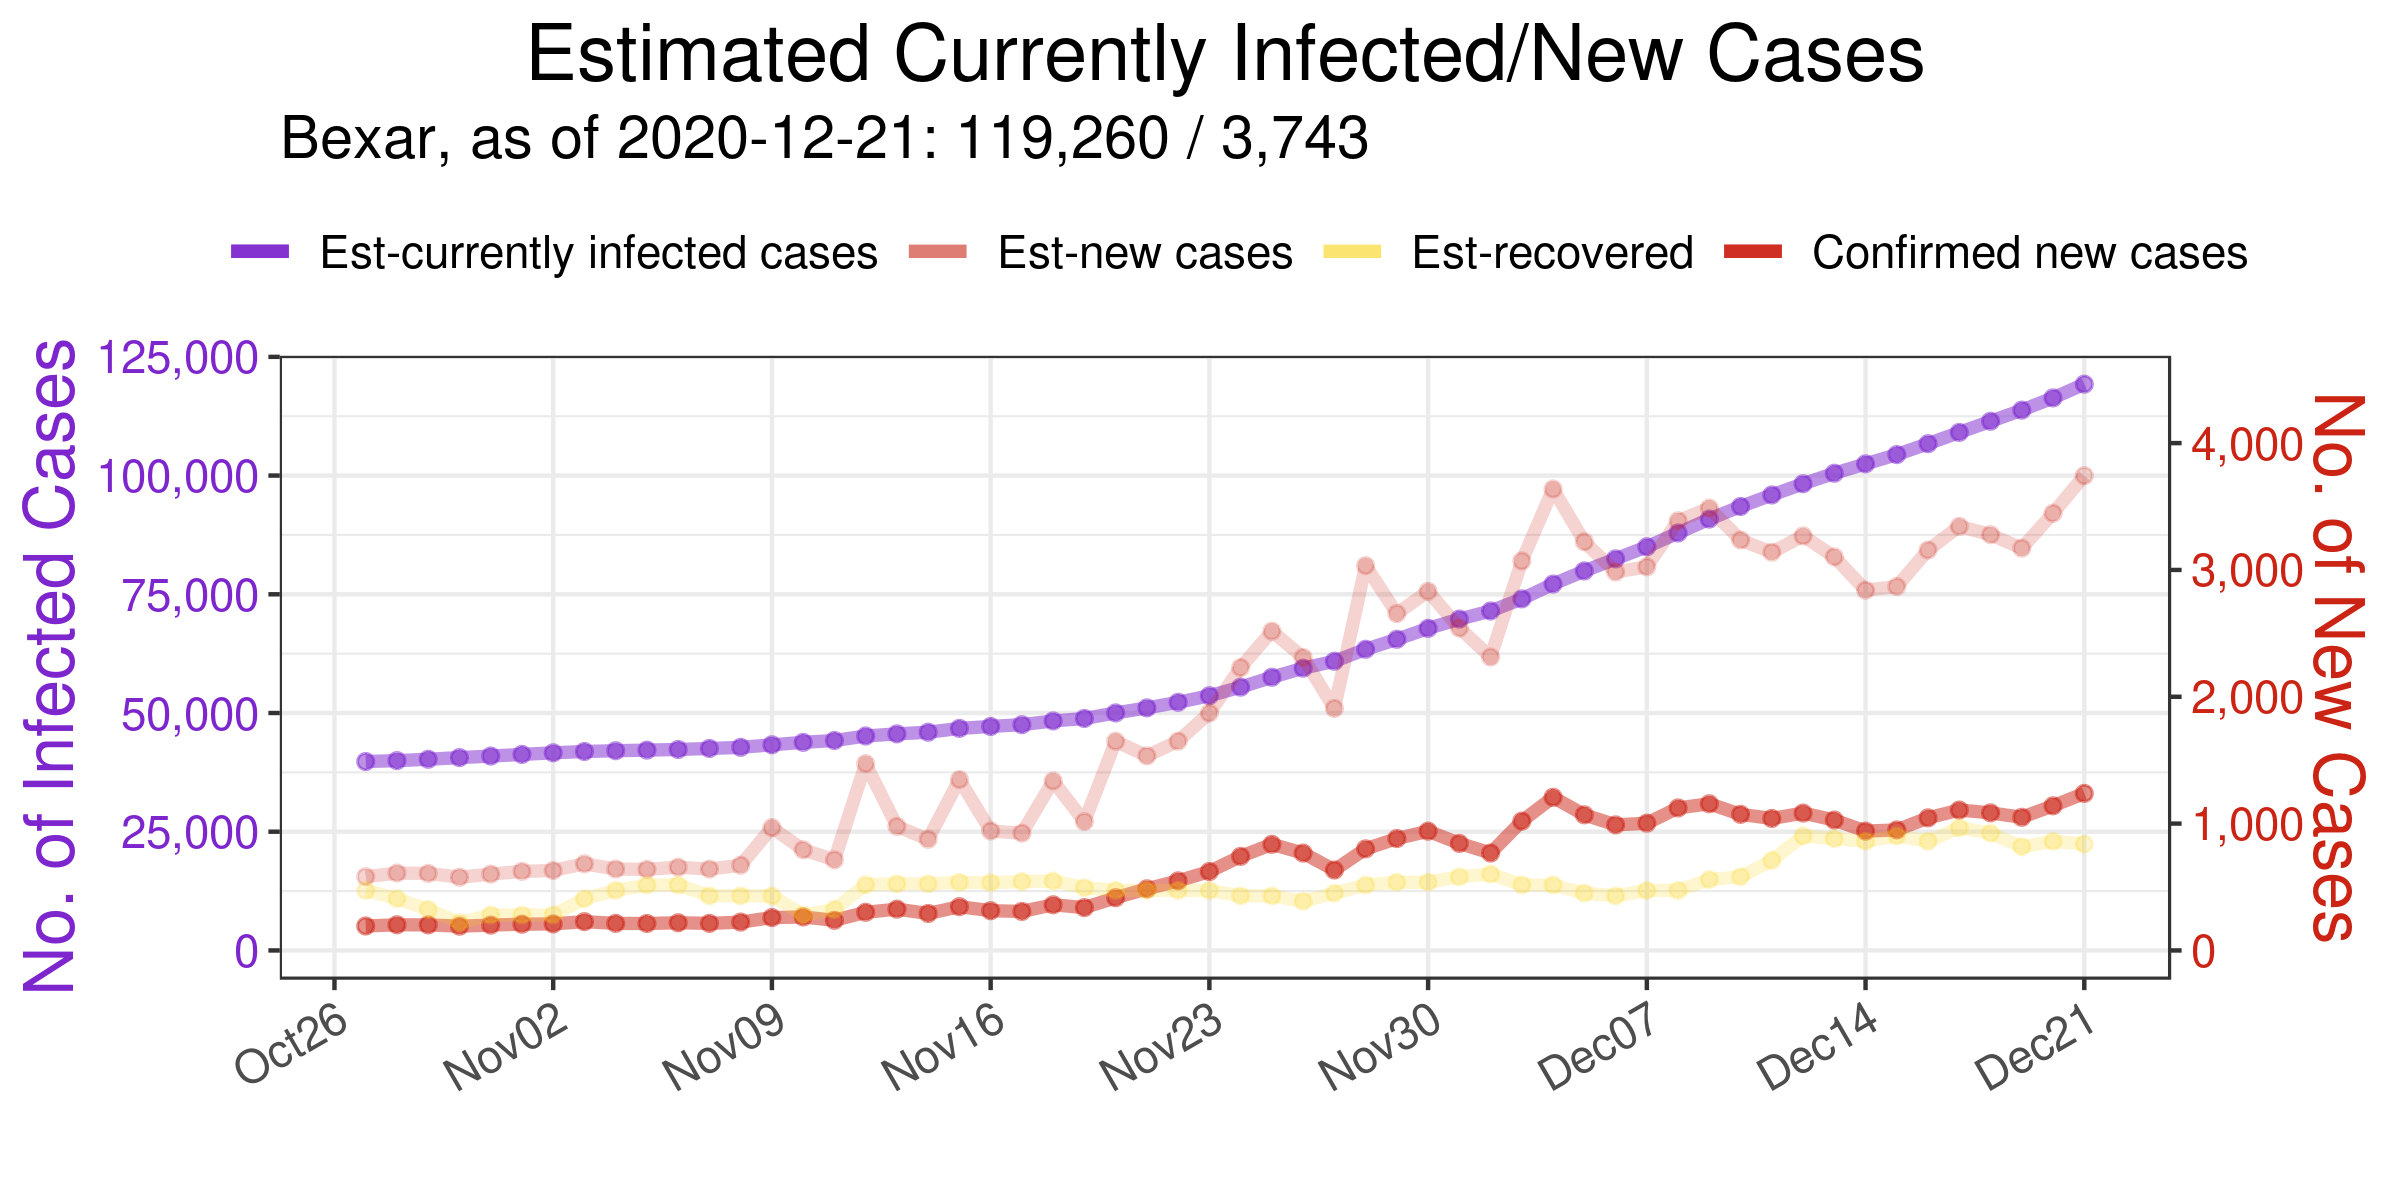 Estimated Currently Infected/New Cases
Bexar, as of 2020-12-21: 119,260 / 3,743
Est-currently infected cases Est-new cases Est-recovered Confirmed new cases
No. of Infected Cases
125,000
100,000
75,000
50,000
25,000
0
4,000
3,000
2,000
1,000
0
No. of New Cases
Oct26 Nov02 Nov09 Nov16 Nov23 Nov30 Dec07 Dec14 Dec21